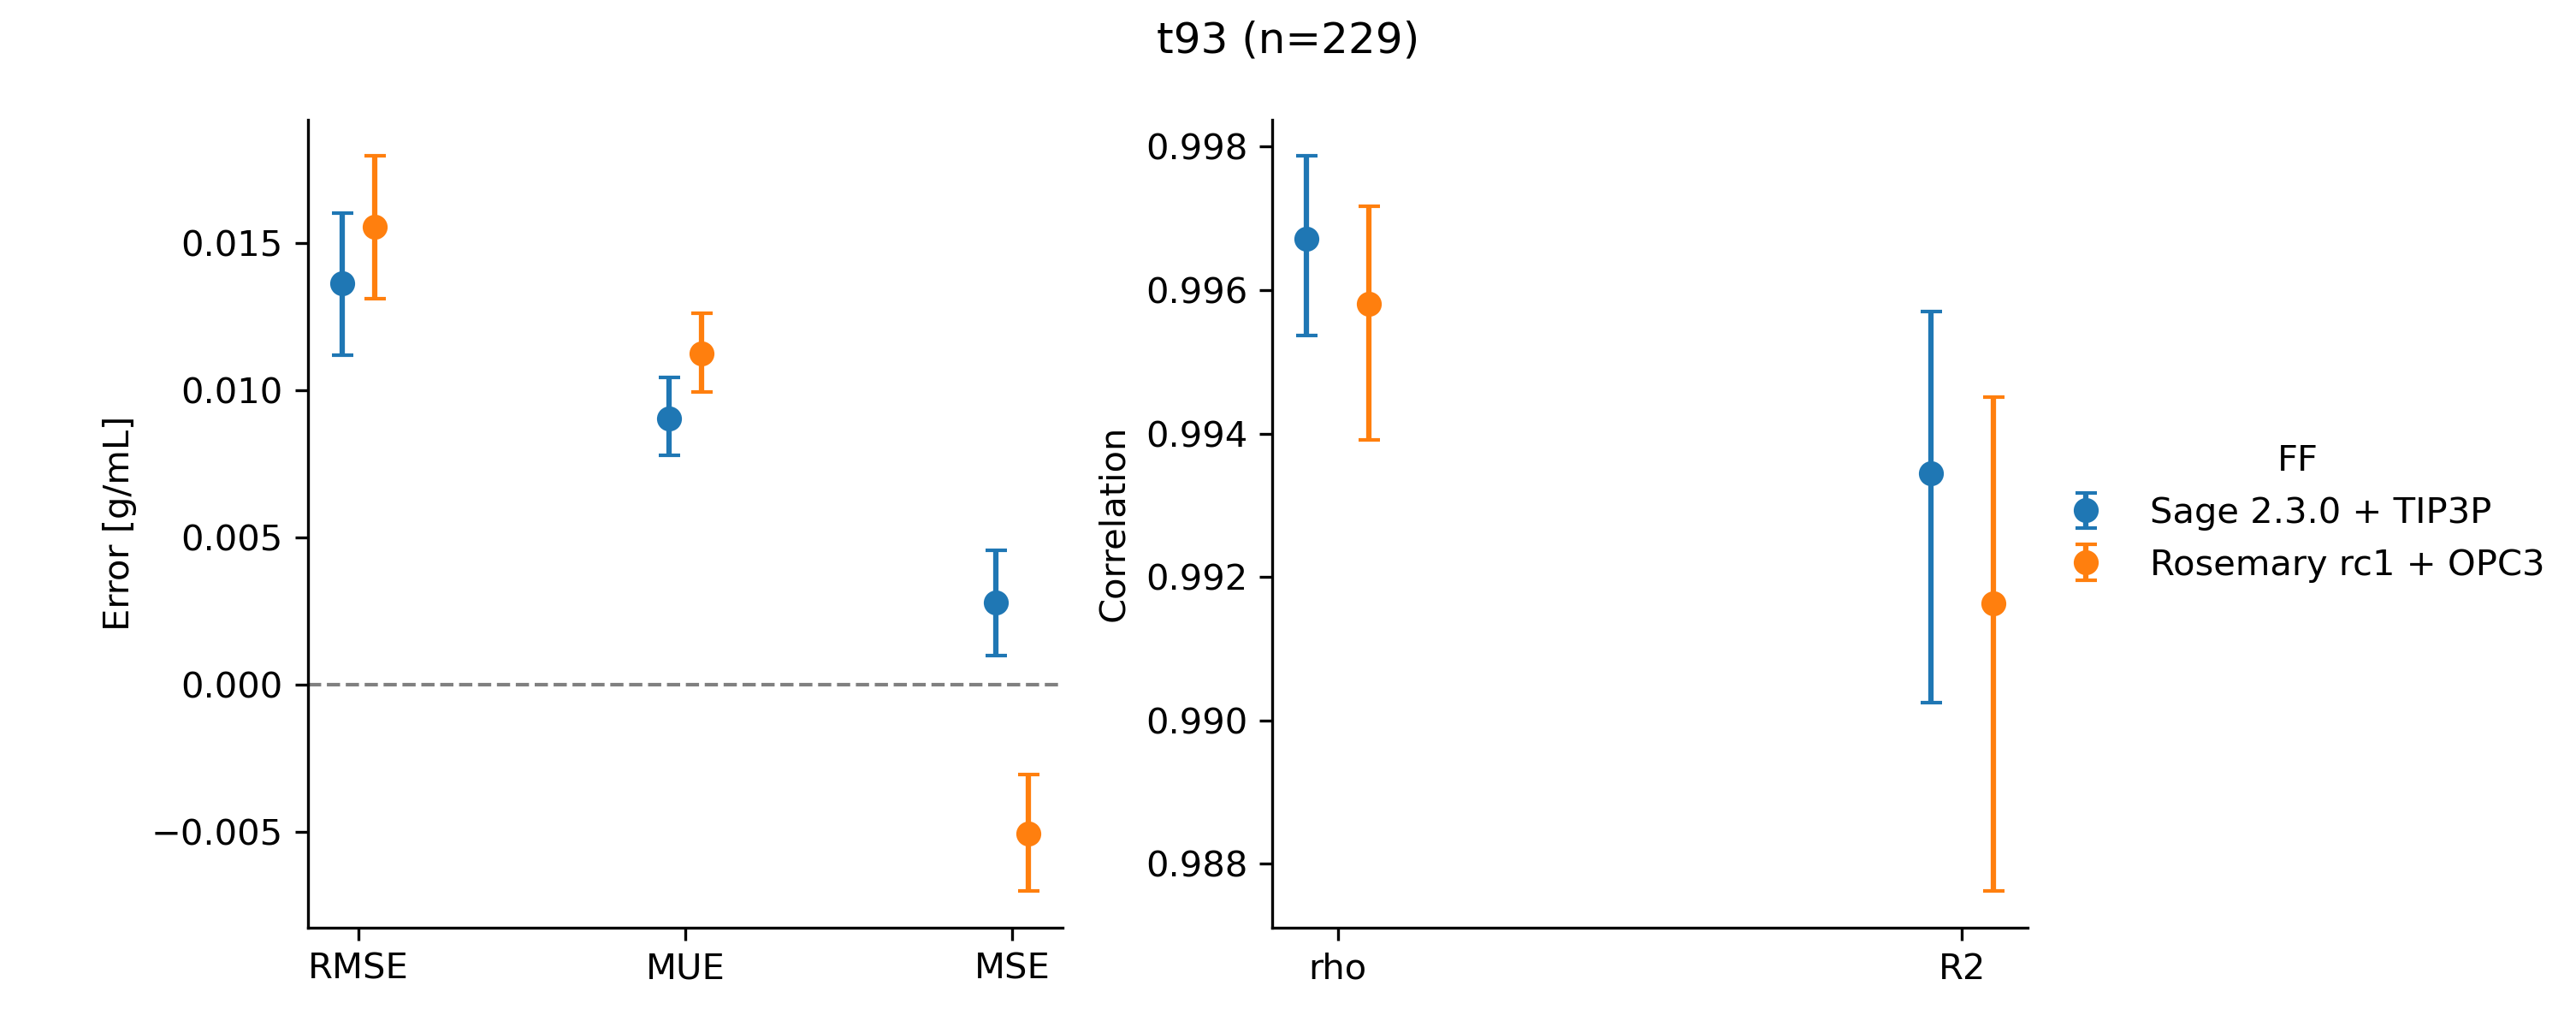 t93 (n=229)
Error [g/mL]
0.015
0.010
0.005
0.000
−0.005
RMSE
MUE
MSE
Correlation
0.998
0.996
0.994
0.992
0.990
0.988
rho
R2
FF
Sage 2.3.0 + TIP3P
Rosemary rc1 + OPC3